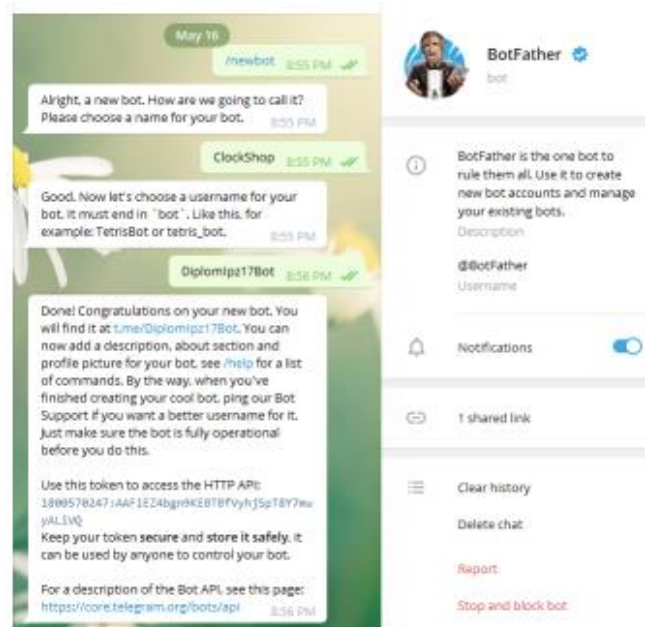 May 16
/newbot 8:55 PM
Alright, a new bot. How are we going to call it?
Please choose a name for your bot. 8:55 PM
ClockShop 8:55 PM
Good. Now let's choose a username for your
bot. It must end in `bot`. Like this, for
example: TetrisBot or tetris_bot. 8:55 PM
DiplomIpz17Bot 8:56 PM
Done! Congratulations on your new bot. You
will find it at t.me/DiplomIpz17Bot. You can
now add a description, about section and
profile picture for your bot, see /help for a list
of commands. By the way, when you've
finished creating your cool bot, ping our Bot
Support if you want a better username for it.
Just make sure the bot is fully operational
before you do this.
Use this token to access the HTTP API:
Keep your token secure and store it safely, it
can be used by anyone to control your bot.
For a description of the Bot API, see this page:
https://core.telegram.org/bots/api 8:56 PM
BotFather
bot
BotFather is the one bot to
rule them all. Use it to create
new bot accounts and manage
your existing bots.
Description
@BotFather
Username
Notifications
1 shared link
Clear history
Delete chat
Report
Stop and block bot